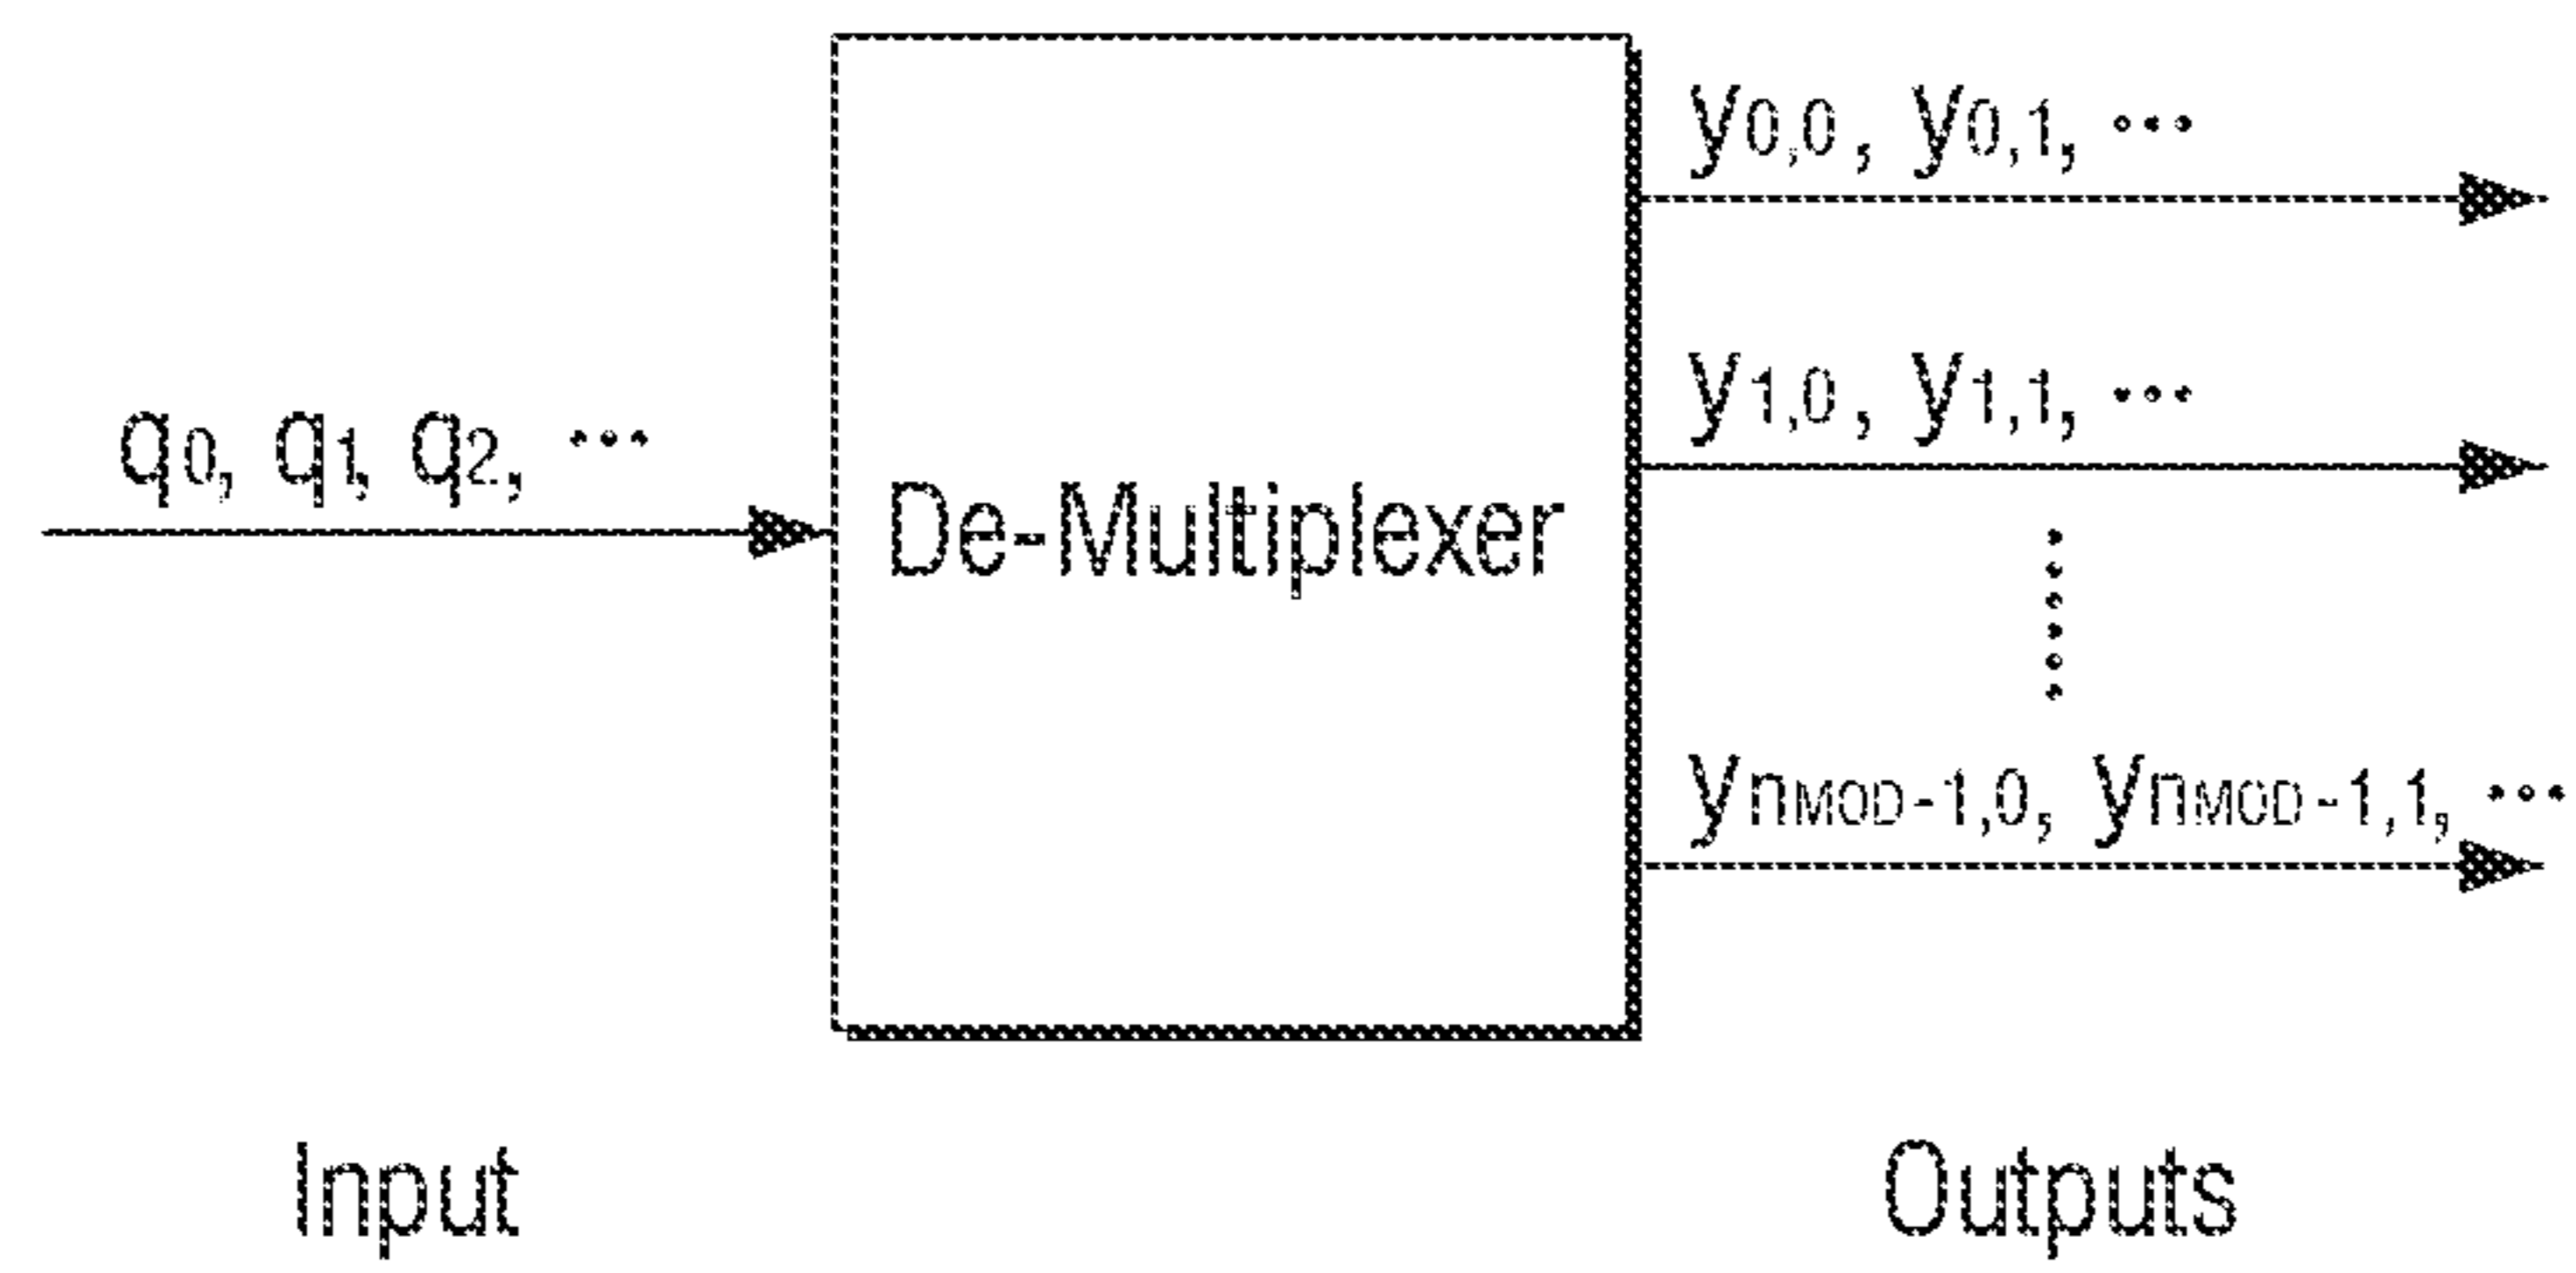 y0,0, y0,1, ···
y1,0, y1,1, ···
q0, q1, q2, ···
De-Multiplexer
ynMOD-1,0, ynMOD-1,1, ···
Input
Outputs